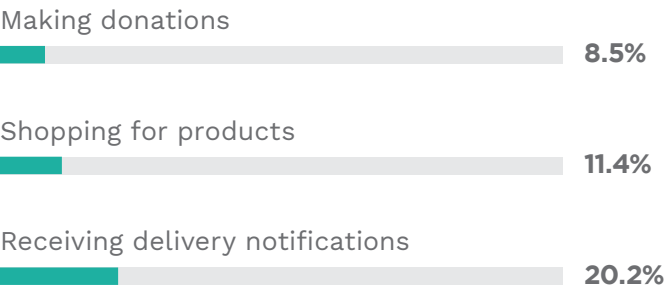 Making donations
8.5%
Shopping for products
11.4%
Receiving delivery notifications
20.2%